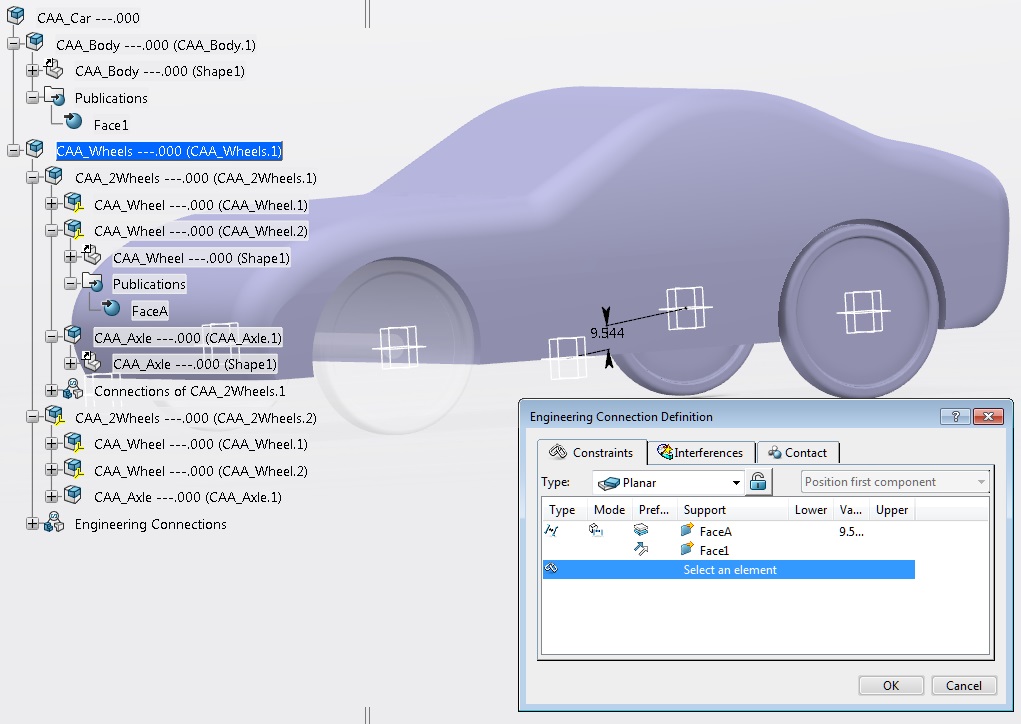 CAA_Car ---.000
CAA_Body ---.000 (CAA_Body.1)
CAA_Body ---.000 (Shape1)
Publications
Face1
CAA_Wheels ---.000 (CAA_Wheels.1)
CAA_2Wheels ---.000 (CAA_2Wheels.1)
CAA_Wheel ---.000 (CAA_Wheel.1)
CAA_Wheel ---.000 (CAA_Wheel.2)
CAA_Wheel ---.000 (Shape1)
Publications
FaceA
CAA_Axle ---.000 (CAA_Axle.1)
CAA_Axle ---.000 (Shape1)
Connections of CAA_2Wheels.1
CAA_2Wheels ---.000 (CAA_2Wheels.2)
CAA_Wheel ---.000 (CAA_Wheel.1)
CAA_Wheel ---.000 (CAA_Wheel.2)
CAA_Axle ---.000 (CAA_Axle.1)
Engineering Connections
9.544
Engineering Connection Definition
Constraints Interferences Contact
Type: Planar Position first component
Type Mode Pref... Support Lower Va... Upper
FaceA 9.5...
Face1
Select an element
OK Cancel